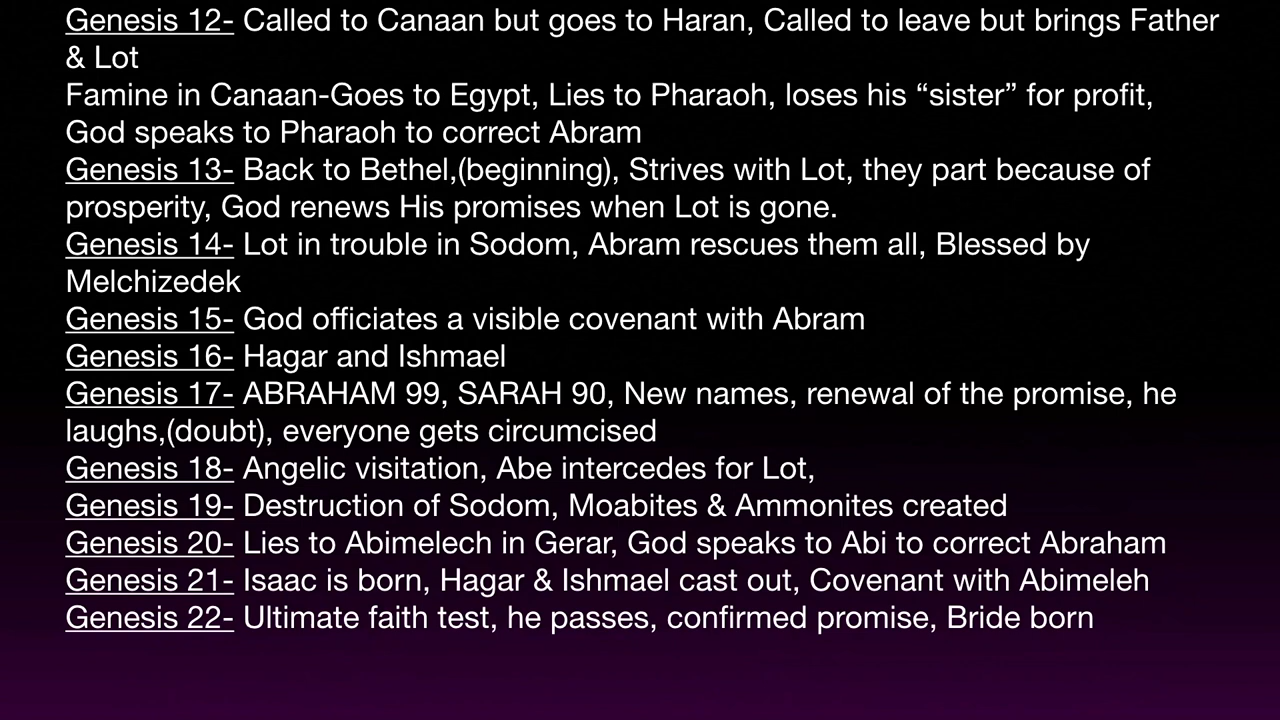 Genesis 12- Called to Canaan but goes to Haran, Called to leave but brings Father
& Lot
Famine in Canaan-Goes to Egypt, Lies to Pharaoh, loses his “sister” for profit,
God speaks to Pharaoh to correct Abram
Genesis 13- Back to Bethel,(beginning), Strives with Lot, they part because of
prosperity, God renews His promises when Lot is gone.
Genesis 14- Lot in trouble in Sodom, Abram rescues them all, Blessed by
Melchizedek
Genesis 15- God officiates a visible covenant with Abram
Genesis 16- Hagar and Ishmael
Genesis 17- ABRAHAM 99, SARAH 90, New names, renewal of the promise, he
laughs,(doubt), everyone gets circumcised
Genesis 18- Angelic visitation, Abe intercedes for Lot,
Genesis 19- Destruction of Sodom, Moabites & Ammonites created
Genesis 20- Lies to Abimelech in Gerar, God speaks to Abi to correct Abraham
Genesis 21- Isaac is born, Hagar & Ishmael cast out, Covenant with Abimeleh
Genesis 22- Ultimate faith test, he passes, confirmed promise, Bride born